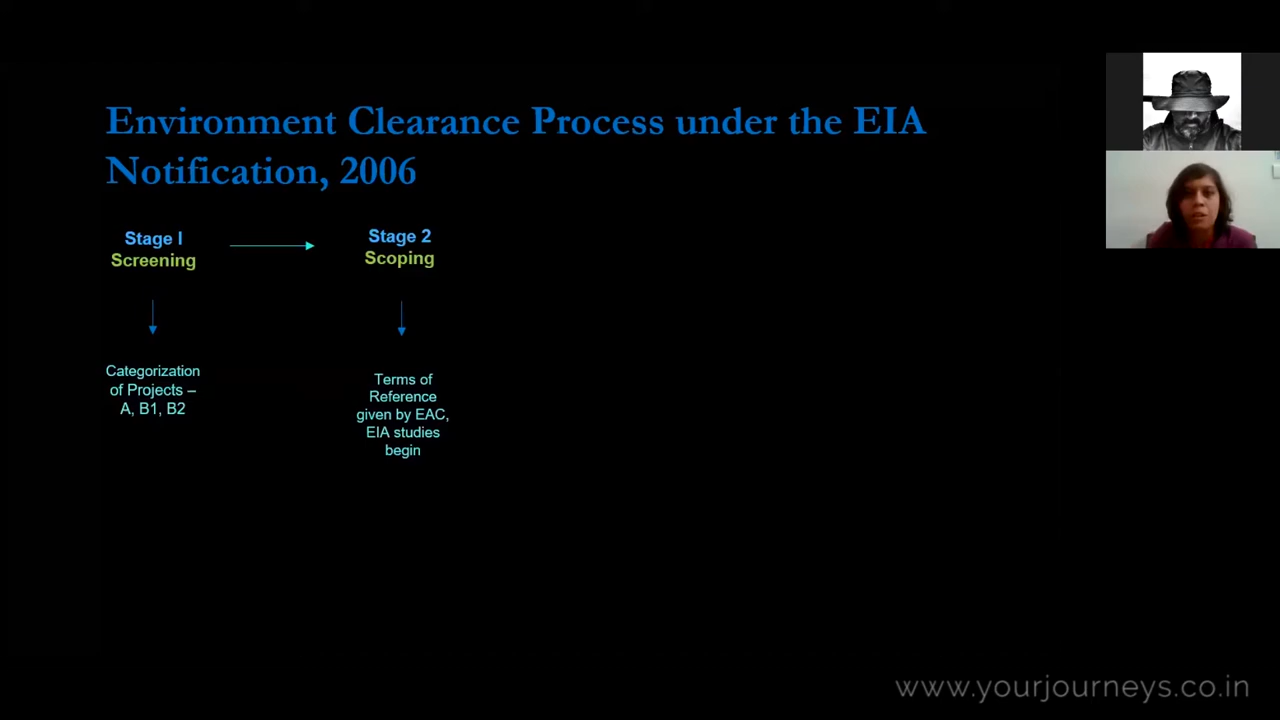 Environment Clearance Process under the EIA
Notification, 2006
Stage I
Screening
Stage 2
Scoping
Categorization
of Projects –
A, B1, B2
Terms of
Reference
given by EAC,
EIA studies
begin
www.yourjourneys.co.in